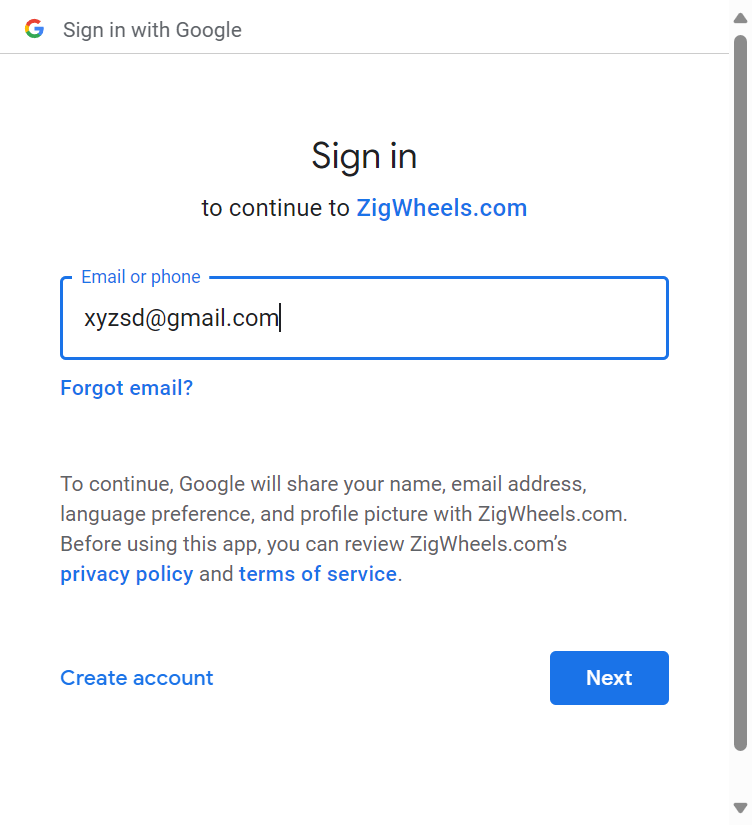 Sign in with Google
Sign in
to continue to ZigWheels.com
Email or phone
xyzsd@gmail.com
Forgot email?
To continue, Google will share your name, email address,
language preference, and profile picture with ZigWheels.com.
Before using this app, you can review ZigWheels.com’s
privacy policy and terms of service.
Create account
Next